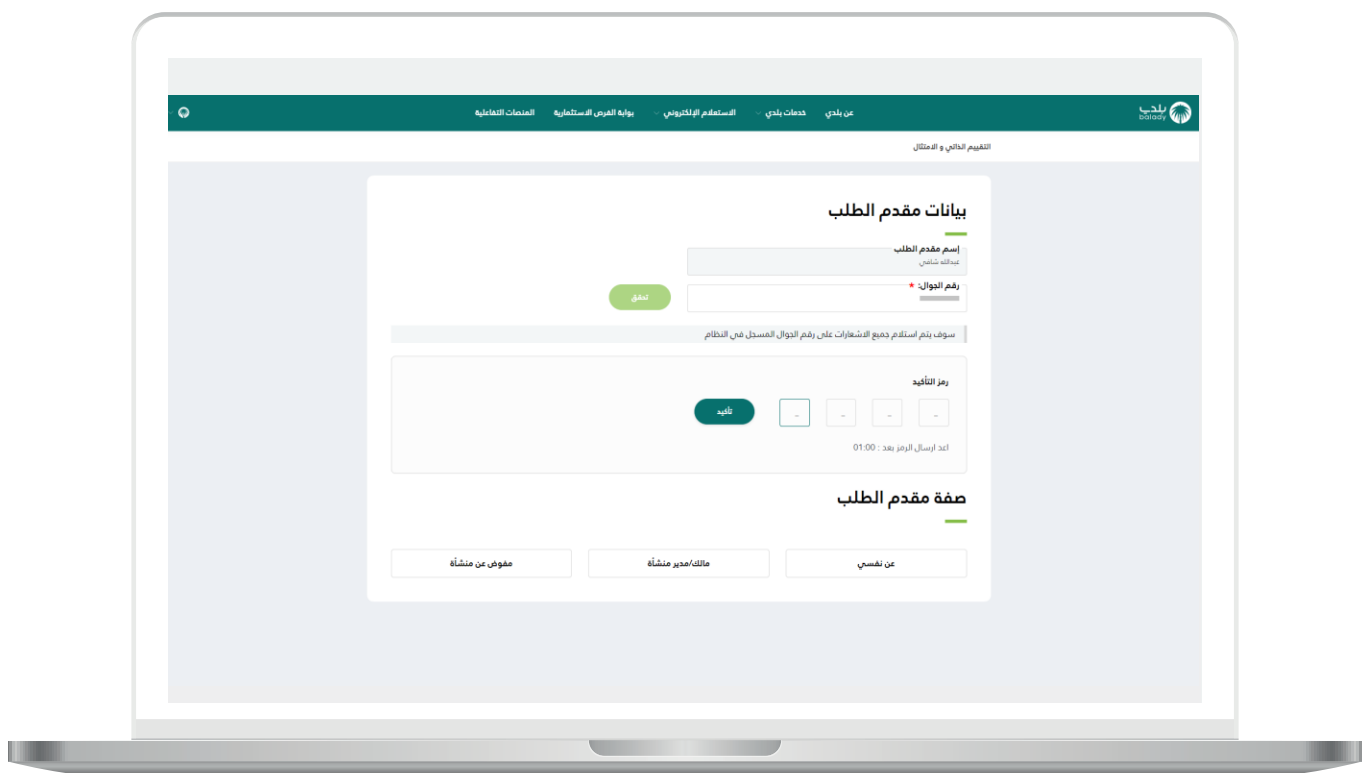 بلدي
balady
عن بلدي خدمات بلدي الاستعلام الإلكتروني بوابة الفرص الاستثمارية المنصات التفاعلية
التقييم الذاتي و الامتثال
بيانات مقدم الطلب
إسم مقدم الطلب
عبدالله شافي
رقم الجوال: *
تحقق
سوف يتم استلام جميع الاشعارات على رقم الجوال المسجل في النظام
رمز التأكيد
- - - - تأكيد
اعد ارسال الرمز بعد : 01:00
صفة مقدم الطلب
عن نفسي مالك/مدير منشأة مفوض عن منشأة